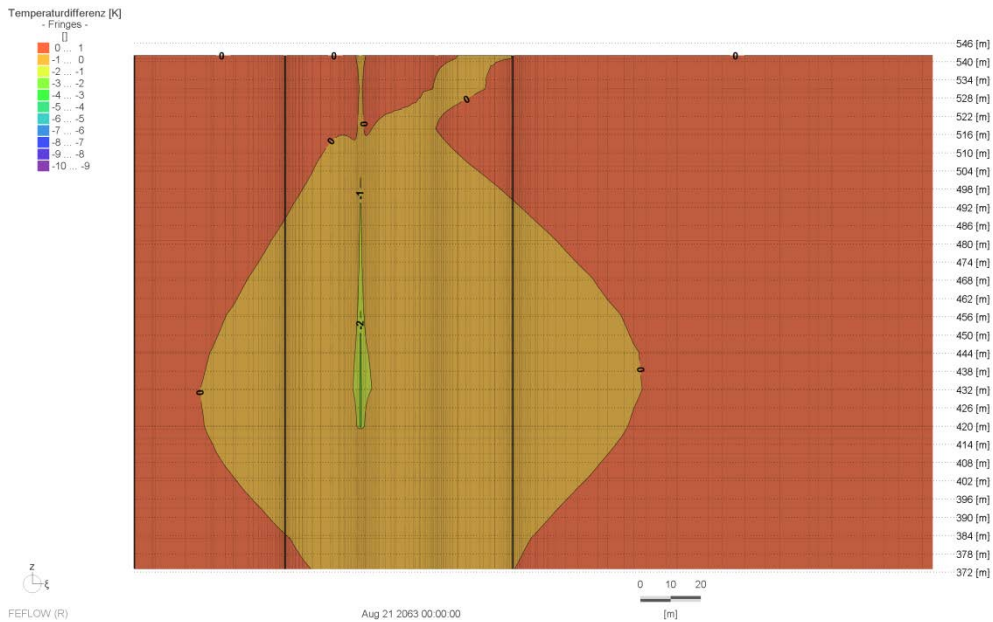 Temperaturdifferenz [K]
- Fringes -
[]
0 ... 1
-1 ... 0
-2 ... -1
-3 ... -2
-4 ... -3
-5 ... -4
-6 ... -5
-7 ... -6
-8 ... -7
-9 ... -8
-10 ... -9
0
0
0
0
0
0
-1
-2
0
0
546 [m]
540 [m]
534 [m]
528 [m]
522 [m]
516 [m]
510 [m]
504 [m]
498 [m]
492 [m]
486 [m]
480 [m]
474 [m]
468 [m]
462 [m]
456 [m]
450 [m]
444 [m]
438 [m]
432 [m]
426 [m]
420 [m]
414 [m]
408 [m]
402 [m]
396 [m]
390 [m]
384 [m]
378 [m]
372 [m]
z
ξ
0 10 20
[m]
FEFLOW (R)
Aug 21 2063 00:00:00